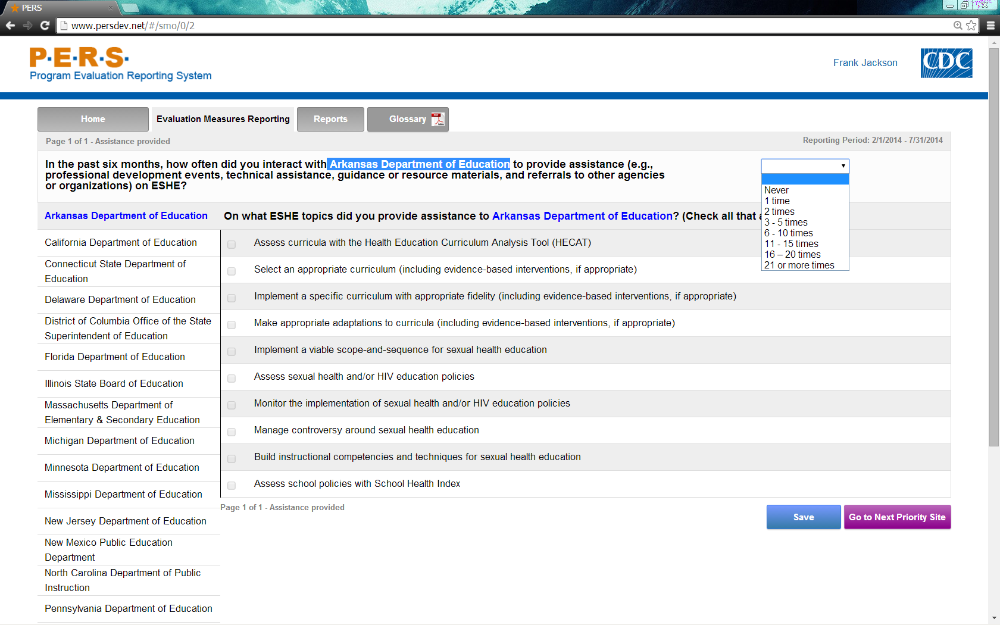 PERS
www.persdev.net/#/smo/0/2
P·E·R·S·
Program Evaluation Reporting System
Frank Jackson
CDC
Home
Evaluation Measures Reporting
Reports
Glossary
Page 1 of 1 - Assistance provided
Reporting Period: 2/1/2014 - 7/31/2014
In the past six months, how often did you interact with Arkansas Department of Education to provide assistance (e.g.,
professional development events, technical assistance, guidance or resource materials, and referrals to other agencies
or organizations) on ESHE?
Never
1 time
2 times
3 - 5 times
6 - 10 times
11 - 15 times
16 – 20 times
21 or more times
Arkansas Department of Education
California Department of Education
Connecticut State Department of
Education
Delaware Department of Education
District of Columbia Office of the State
Superintendent of Education
Florida Department of Education
Illinois State Board of Education
Massachusetts Department of
Elementary & Secondary Education
Michigan Department of Education
Minnesota Department of Education
Mississippi Department of Education
New Jersey Department of Education
New Mexico Public Education
Department
North Carolina Department of Public
Instruction
Pennsylvania Department of Education
On what ESHE topics did you provide assistance to Arkansas Department of Education? (Check all that
Assess curricula with the Health Education Curriculum Analysis Tool (HECAT)
Select an appropriate curriculum (including evidence-based interventions, if appropriate)
Implement a specific curriculum with appropriate fidelity (including evidence-based interventions, if appropriate)
Make appropriate adaptations to curricula (including evidence-based interventions, if appropriate)
Implement a viable scope-and-sequence for sexual health education
Assess sexual health and/or HIV education policies
Monitor the implementation of sexual health and/or HIV education policies
Manage controversy around sexual health education
Build instructional competencies and techniques for sexual health education
Assess school policies with School Health Index
Page 1 of 1 - Assistance provided
Save
Go to Next Priority Site